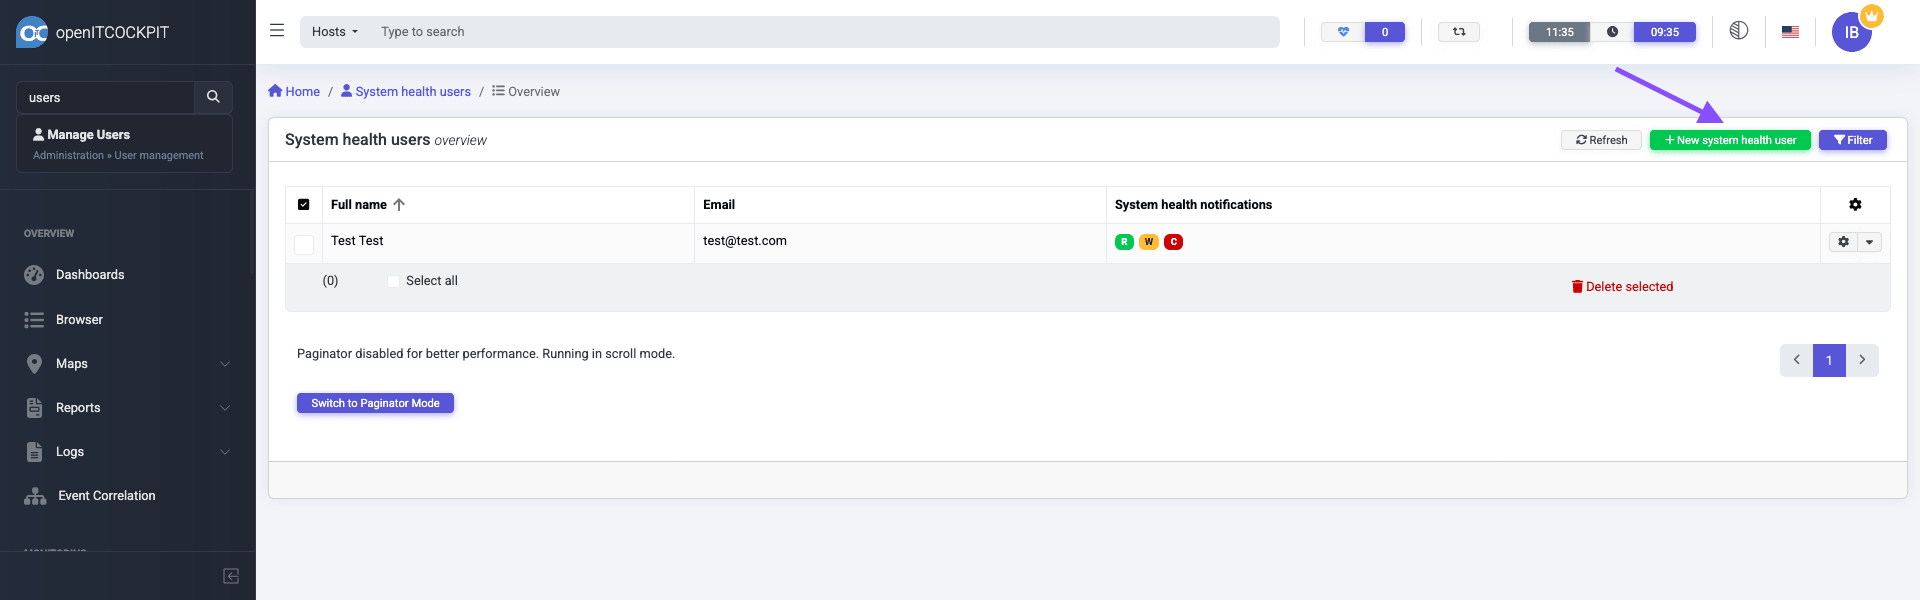 openITCOCKPIT
Hosts
Type to search
0
11:35
09:35
IB
users
Manage Users
Administration » User management
OVERVIEW
Dashboards
Browser
Maps
Reports
Logs
Event Correlation
MONITORING
Home / System health users / Overview
System health users overview
Refresh
New system health user
Filter
Full name
Email
System health notifications
Test Test
test@test.com
R
W
C
(0)
Select all
Delete selected
Paginator disabled for better performance. Running in scroll mode.
1
Switch to Paginator Mode